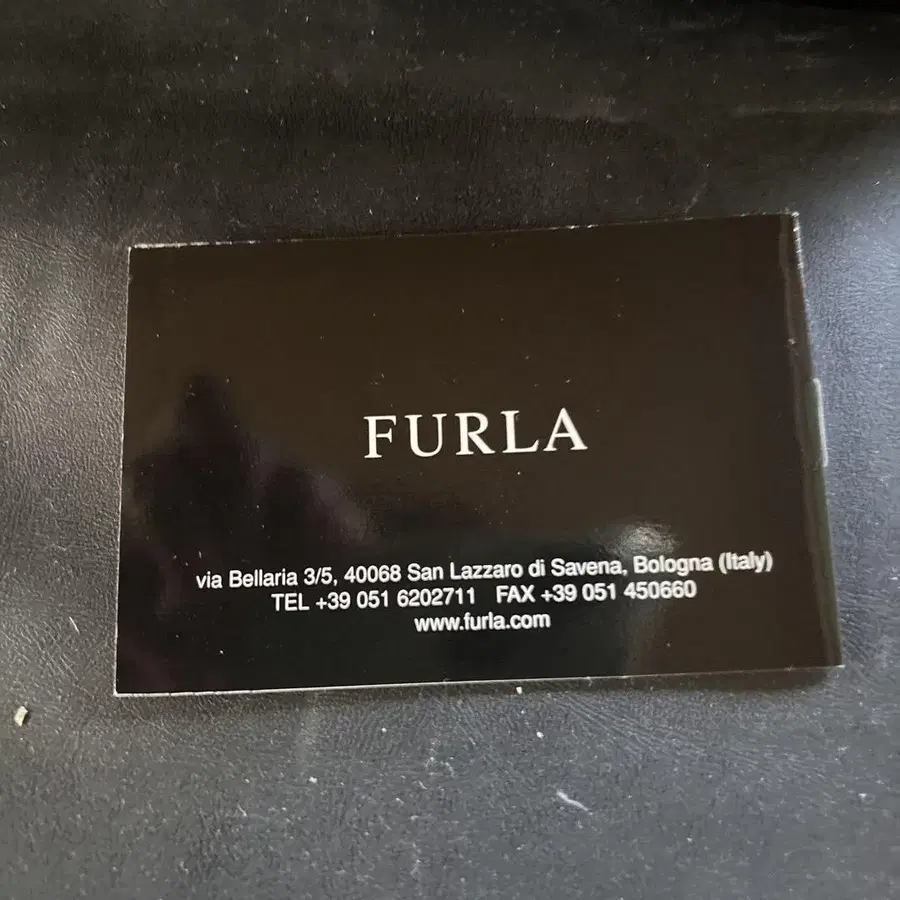 FURLA
via Bellaria 3/5, 40068 San Lazzaro di Savena, Bologna (Italy)
TEL +39 051 6202711 FAX +39 051 450660
www.furla.com